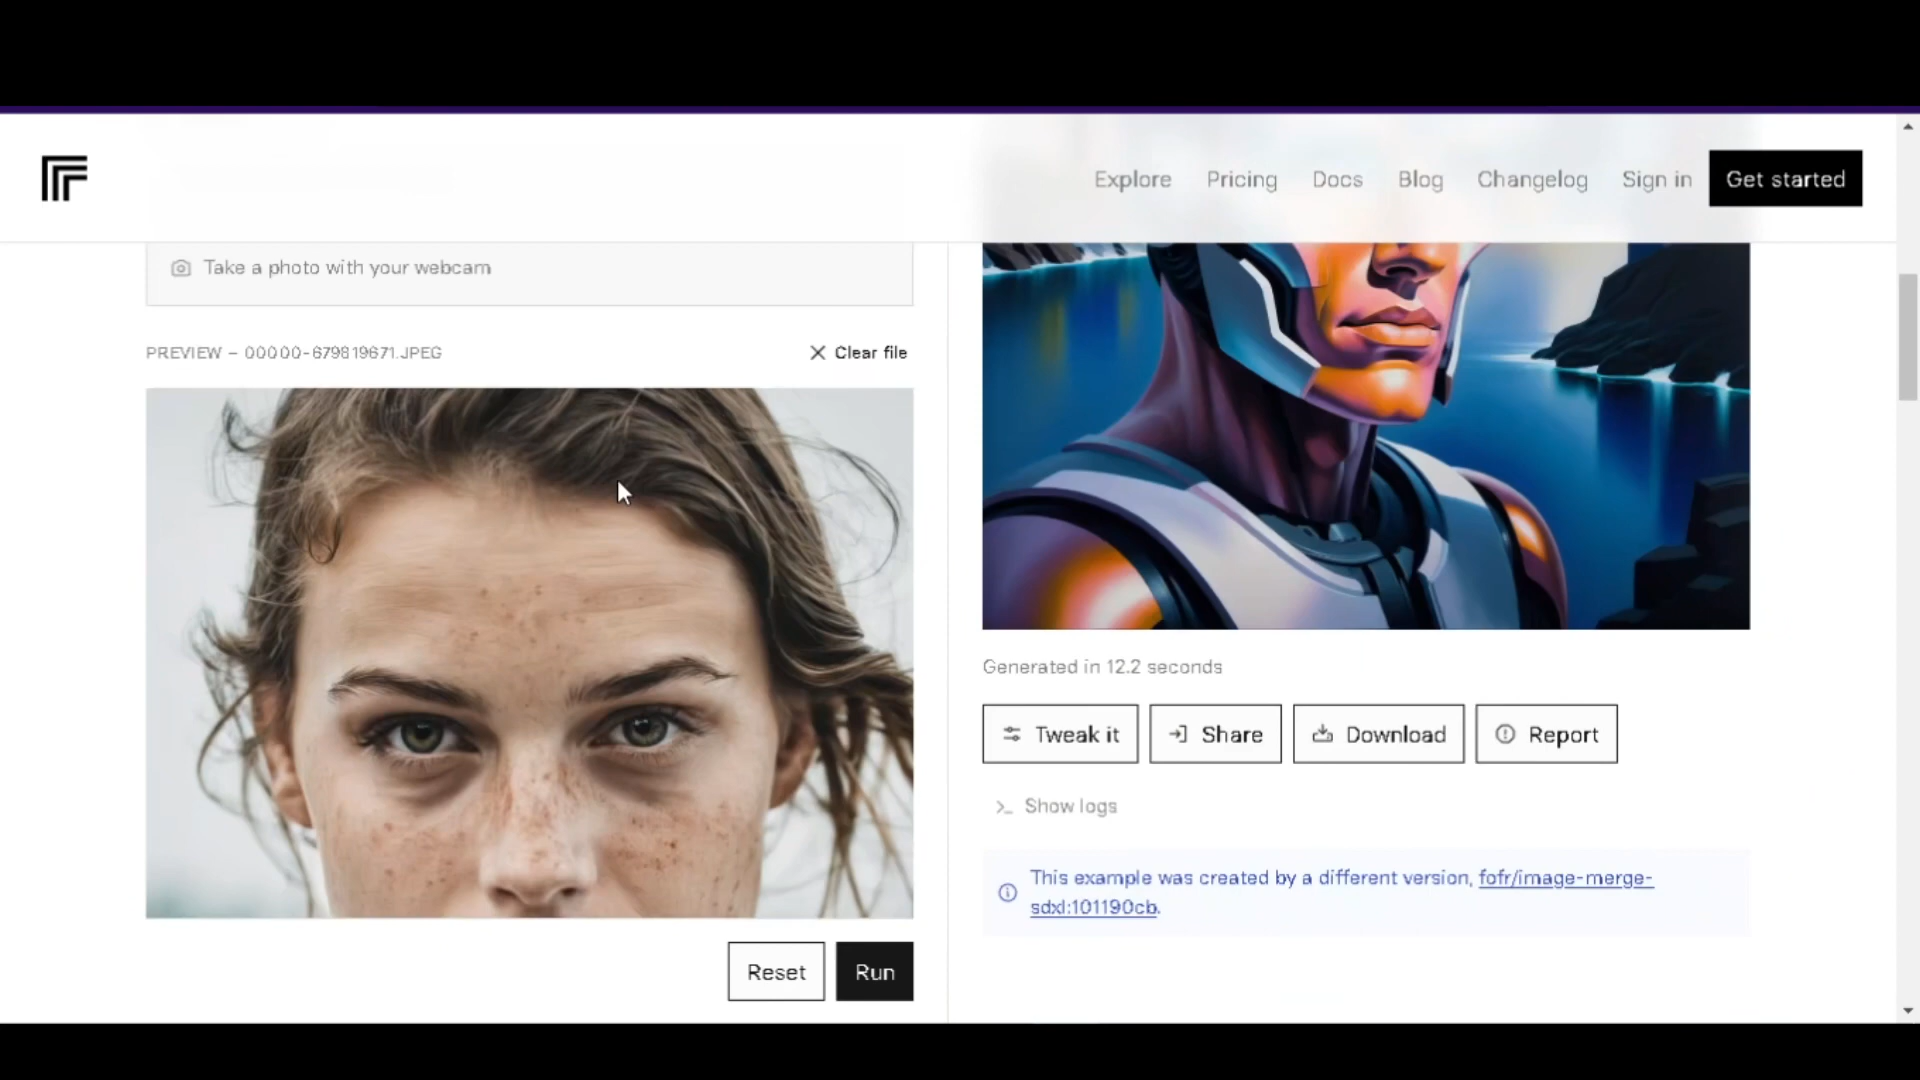 Explore Pricing Docs Blog Changelog Sign in Get started
Take a photo with your webcam
PREVIEW – 00000-679819671.JPEG
Clear file
Reset
Run
Generated in 12.2 seconds
Tweak it
Share
Download
Report
Show logs
This example was created by a different version, fofr/image-merge-
sdxl:101190cb.